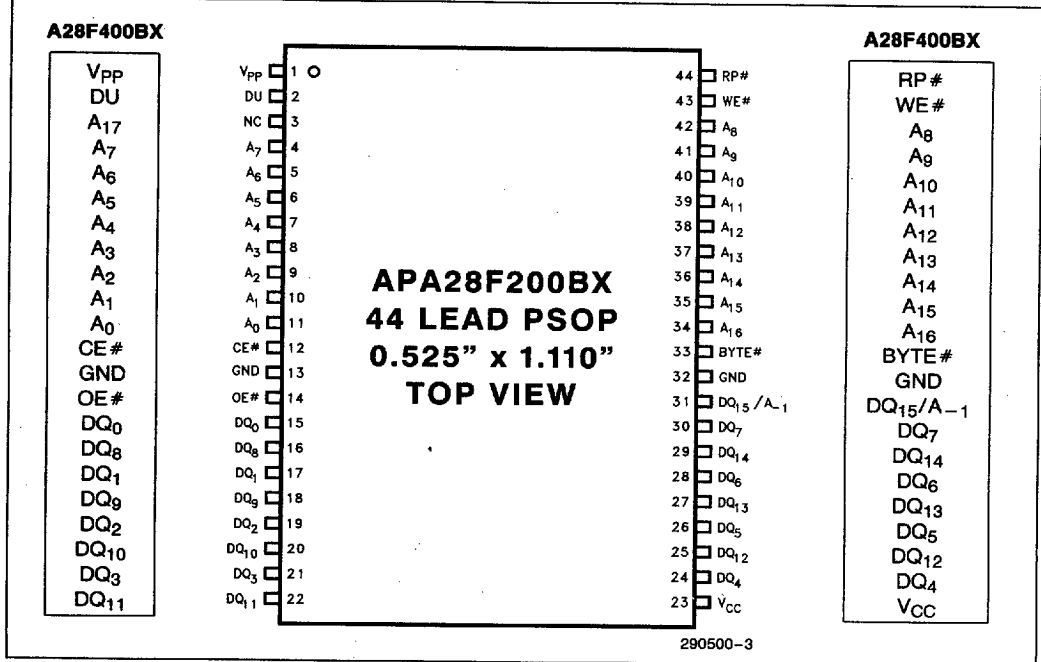 A28F400BX
A28F400BX
VPP
DU
A17
A7
A6
A5
A4
A3
A2
A1
A0
CE#
GND
OE#
DQ0
DQ8
DQ1
DQ9
DQ2
DQ10
DQ3
DQ11
VPP 1
DU 2
NC 3
A7 4
A6 5
A5 6
A4 7
A3 8
A2 9
A1 10
A0 11
CE# 12
GND 13
OE# 14
DQ0 15
DQ8 16
DQ1 17
DQ9 18
DQ2 19
DQ10 20
DQ3 21
DQ11 22
APA28F200BX
44 LEAD PSOP
0.525" x 1.110"
TOP VIEW
44 RP#
43 WE#
42 A8
41 A9
40 A10
39 A11
38 A12
37 A13
36 A14
35 A15
34 A16
33 BYTE#
32 GND
31 DQ15/A-1
30 DQ7
29 DQ14
28 DQ6
27 DQ13
26 DQ5
25 DQ12
24 DQ4
23 VCC
RP#
WE#
A8
A9
A10
A11
A12
A13
A14
A15
A16
BYTE#
GND
DQ15/A-1
DQ7
DQ14
DQ6
DQ13
DQ5
DQ12
DQ4
VCC
290500-3